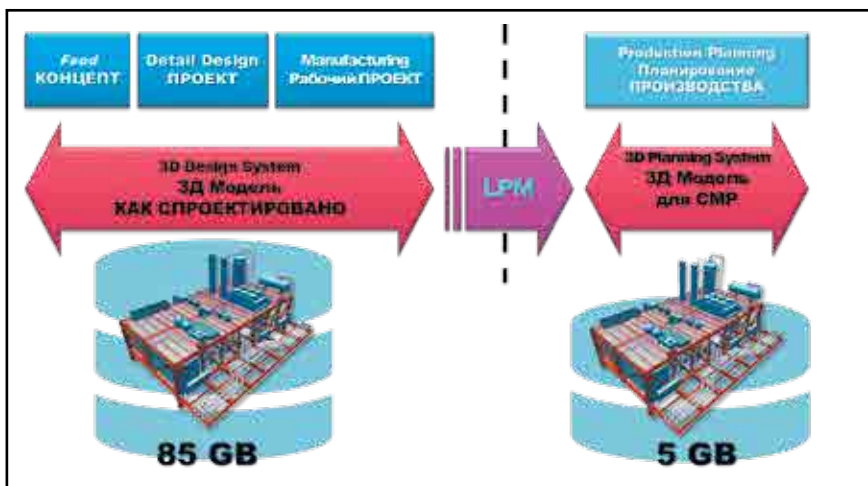 Feed
КОНЦЕПТ
Detail Design
ПРОЕКТ
Manufacturing
Рабочий ПРОЕКТ
Production Planning
Планирование
ПРОИЗВОДСТВА
3D Design System
3Д Модель
КАК СПРОЕКТИРОВАНО
LPM
3D Planning System
3Д Модель
для СМР
85 GB
5 GB